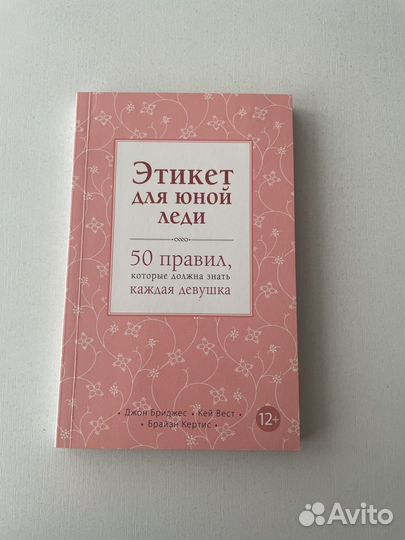 Этикет
для юной
леди
50 правил,
которые должна знать
каждая девушка
• Джон Бриджес • Кей Вест •
• Брайан Кертис •
12+
Avito